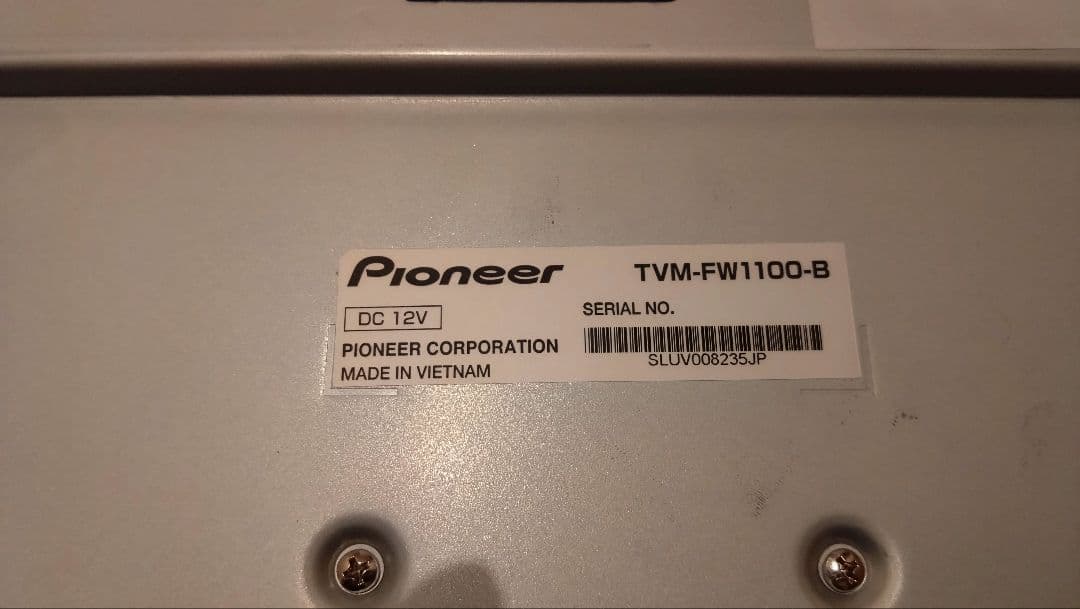 Pioneer
TVM-FW1100-B
DC 12V
SERIAL NO.
PIONEER CORPORATION
SLUV008235JP
MADE IN VIETNAM